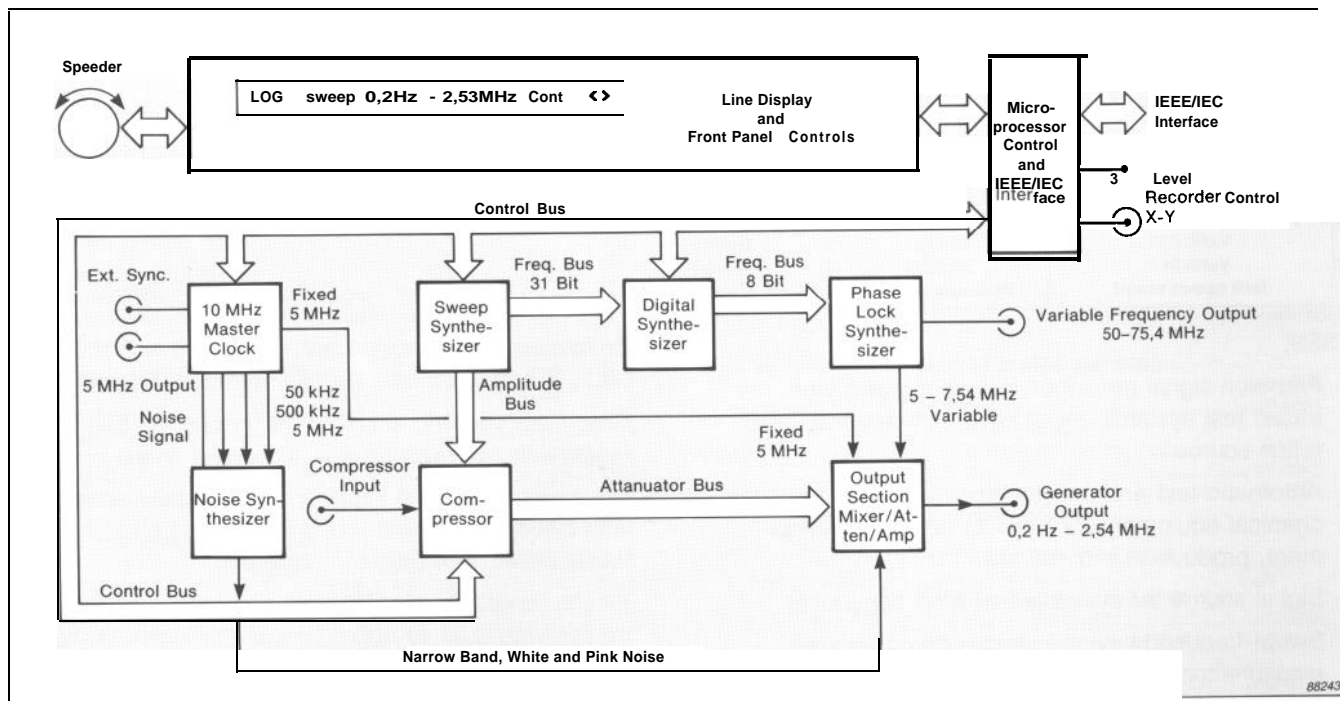 Speeder
LOG sweep 0,2Hz - 2,53MHz Cont <>
Line Display
and
Front Panel Controls
Micro-
processor
Control
and
IEEE/IEC
Interface
IEEE/IEC
Interface
3
Level
Recorder Control
X-Y
Control Bus
Ext. Sync.
10 MHz
Master
Clock
Fixed
5 MHz
Sweep
Synthe-
sizer
Freq. Bus
31 Bit
Digital
Synthe-
sizer
Freq. Bus
8 Bit
Phase
Lock
Synthe-
sizer
Variable Frequency Output
50–75,4 MHz
5 MHz Output
Noise
Signal
50 kHz
500 kHz
5 MHz
Amplitude
Bus
5 – 7,54 MHz
Variable
Fixed
5 MHz
Noise Syn-
thesizer
Compressor
Input
Com-
pressor
Attanuator Bus
Output
Section
Mixer/At-
ten/Amp
Generator
Output
0,2 Hz – 2,54 MHz
Control Bus
Narrow Band, White and Pink Noise
88243